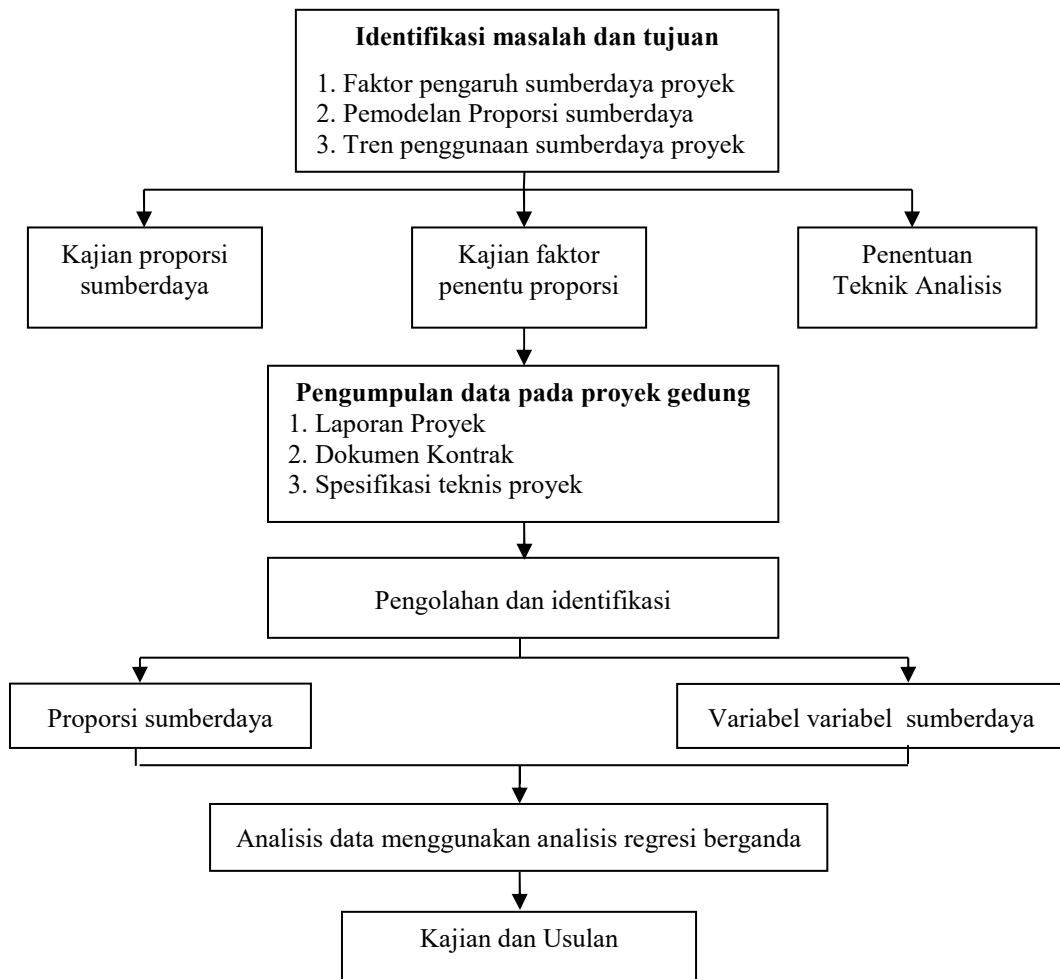 Identifikasi masalah dan tujuan
1. Faktor pengaruh sumberdaya proyek
2. Pemodelan Proporsi sumberdaya
3. Tren penggunaan sumberdaya proyek
Kajian proporsi
sumberdaya
Kajian faktor
penentu proporsi
Penentuan
Teknik Analisis
Pengumpulan data pada proyek gedung
1. Laporan Proyek
2. Dokumen Kontrak
3. Spesifikasi teknis proyek
Pengolahan dan identifikasi
Proporsi sumberdaya
Variabel variabel sumberdaya
Analisis data menggunakan analisis regresi berganda
Kajian dan Usulan